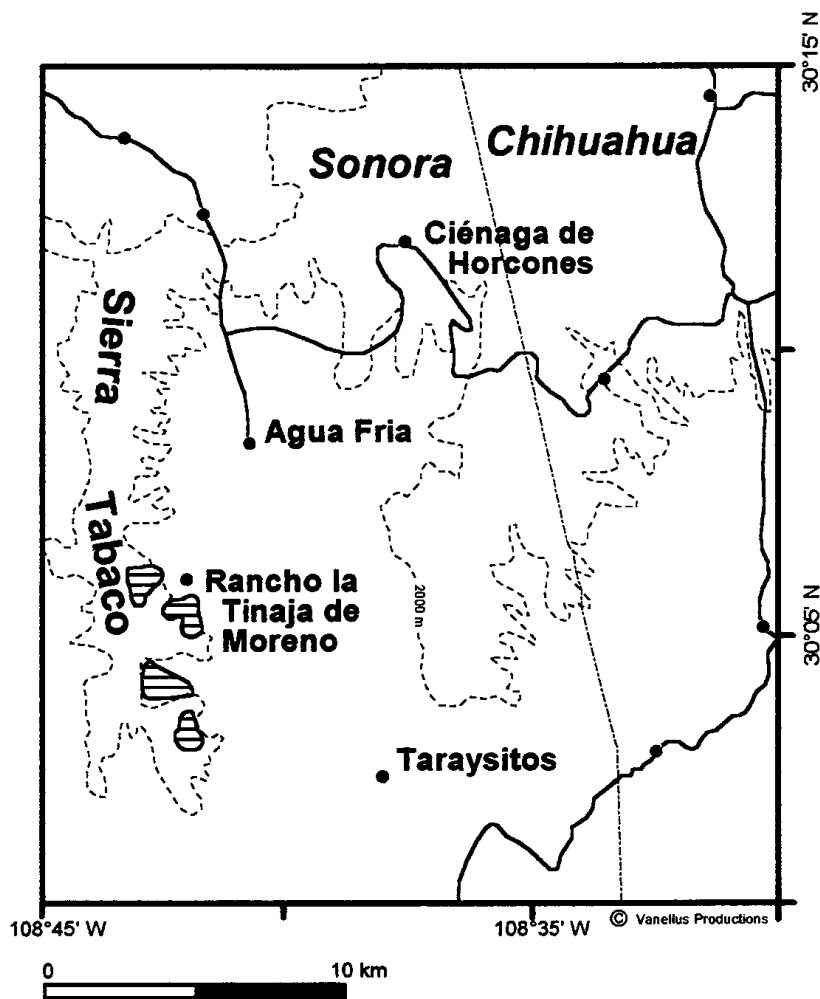 30°15' N
Sonora
Chihuahua
Ciénaga de
Horcones
Sierra
Tabaco
Agua Fria
2000 m
Rancho la
Tinaja de
Moreno
30°05' N
Taraysitos
108°45' W
108°35' W
© Vanellus Productions
0
10 km